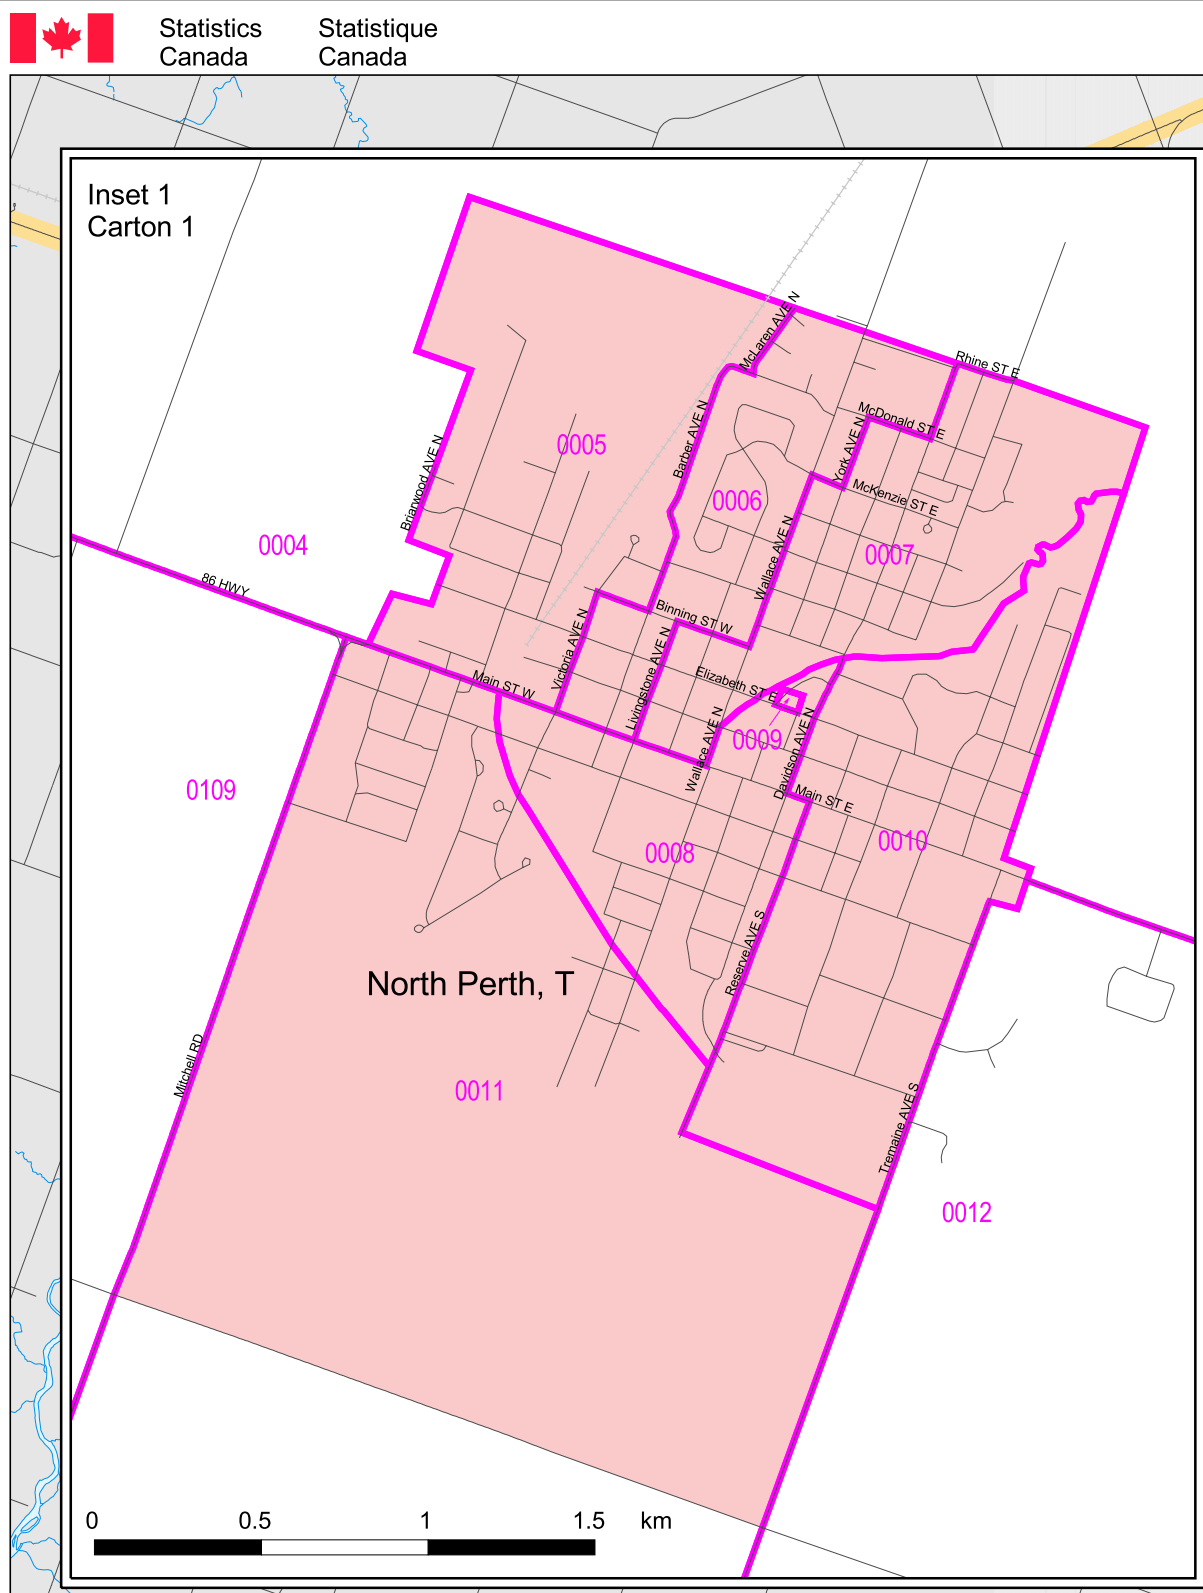 Statistics Canada
Statistique Canada
Inset 1
Carton 1
McLaren AVE N
Rhine ST E
Barber AVE N
McDonald ST E
York AVE N
0005
Briarwood AVE N
McKenzie ST E
0006
0004
0007
Wallace AVE N
86 HWY
Binning ST W
Victoria AVE N
Livingstone AVE N
Elizabeth ST E
Main ST W
0009
Wallace AVE N
Davidson AVE N
0109
Main ST E
0008
0010
Reserve AVE S
North Perth, T
Mitchell RD
0011
Tremaine AVE S
0012
0 0.5 1 1.5 km